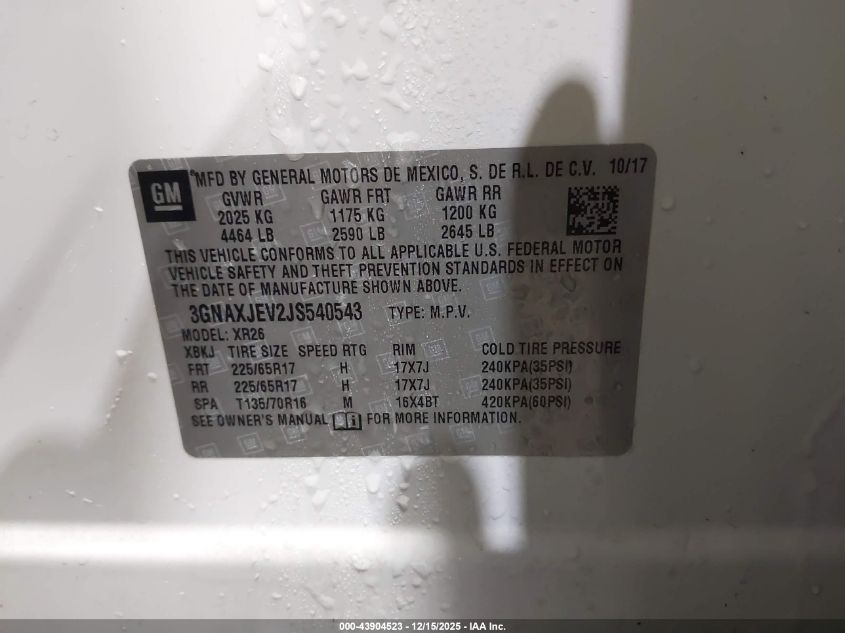 GM
*MFD BY GENERAL MOTORS DE MEXICO, S. DE R.L. DE C.V. 10/17
GVWR GAWR FRT GAWR RR
2025 KG 1175 KG 1200 KG
4464 LB 2590 LB 2645 LB
THIS VEHICLE CONFORMS TO ALL APPLICABLE U.S. FEDERAL MOTOR
VEHICLE SAFETY AND THEFT PREVENTION STANDARDS IN EFFECT ON
THE DATE OF MANUFACTURE SHOWN ABOVE.
3GNAXJEV2JS540543 TYPE: M.P.V.
MODEL: XR26
XBKJ TIRE SIZE SPEED RTG RIM COLD TIRE PRESSURE
FRT 225/65R17 H 17X7J 240KPA(35PSI)
RR 225/65R17 H 17X7J 240KPA(35PSI)
SPA T135/70R16 M 16X4BT 420KPA(60PSI)
SEE OWNER'S MANUAL FOR MORE INFORMATION.
000-43904523 - 12/15/2025 - IAA Inc.